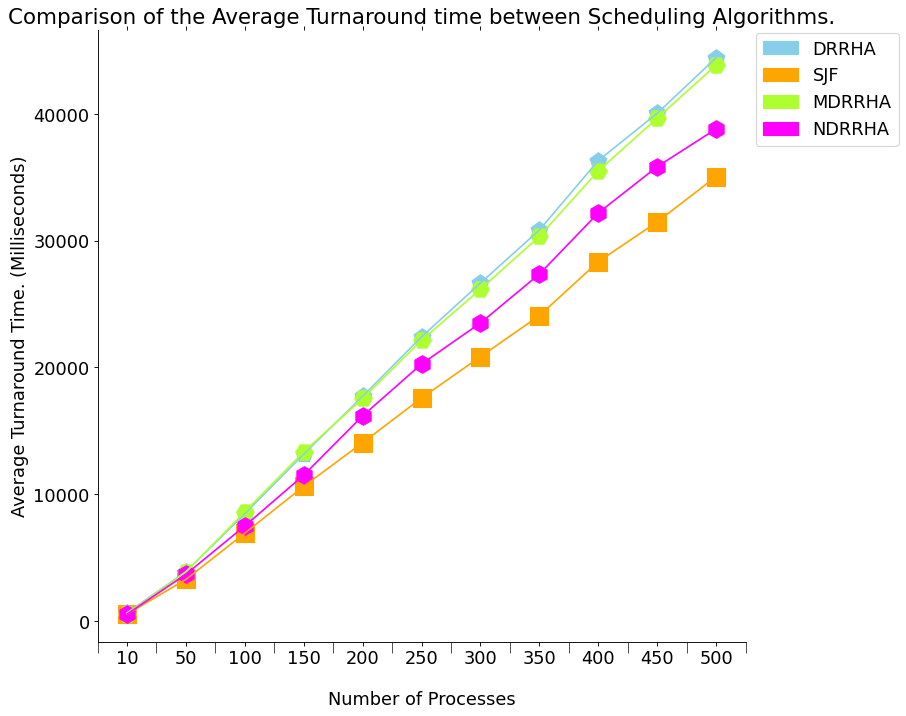 Comparison of the Average Turnaround time between Scheduling Algorithms.
DRRHA
SJF
MDRRHA
NDRRHA
Average Turnaround Time. (Milliseconds)
40000
30000
20000
10000
0
10 50 100 150 200 250 300 350 400 450 500
Number of Processes